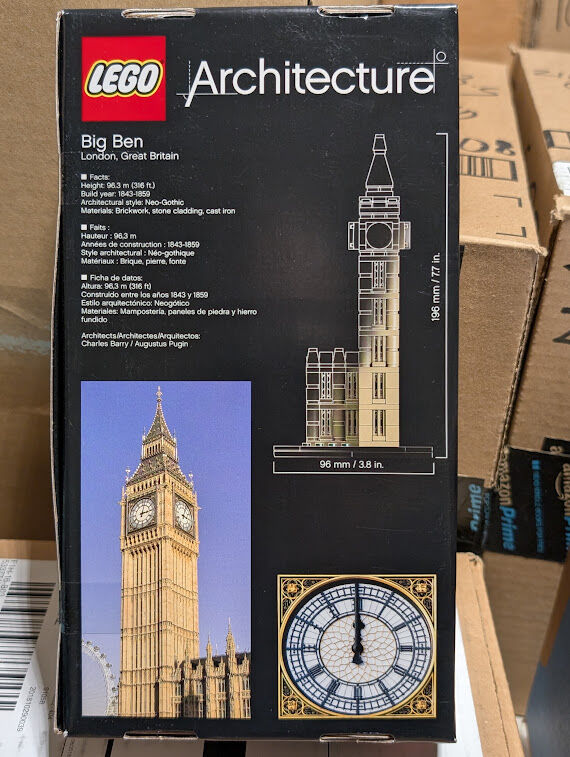 LEGO
Architecture
Big Ben
London, Great Britain
■ Facts:
Height: 96.3 m (316 ft.)
Build year: 1843-1859
Architectural style: Neo-Gothic
Materials: Brickwork, stone cladding, cast iron
■ Faits :
Hauteur : 96,3 m
Années de construction : 1843-1859
Style architectural : Néo-gothique
Matériaux : Brique, pierre, fonte
■ Ficha de datos:
Altura: 96,3 m (316 ft)
Construido entre los años 1843 y 1859
Estilo arquitectónico: Neogótico
Materiales: Mampostería, paneles de piedra y hierro
fundido
Architects/Architectes/Arquitectos:
Charles Barry / Augustus Pugin
196 mm / 7.7 in.
96 mm / 3.8 in.
amazonPrime